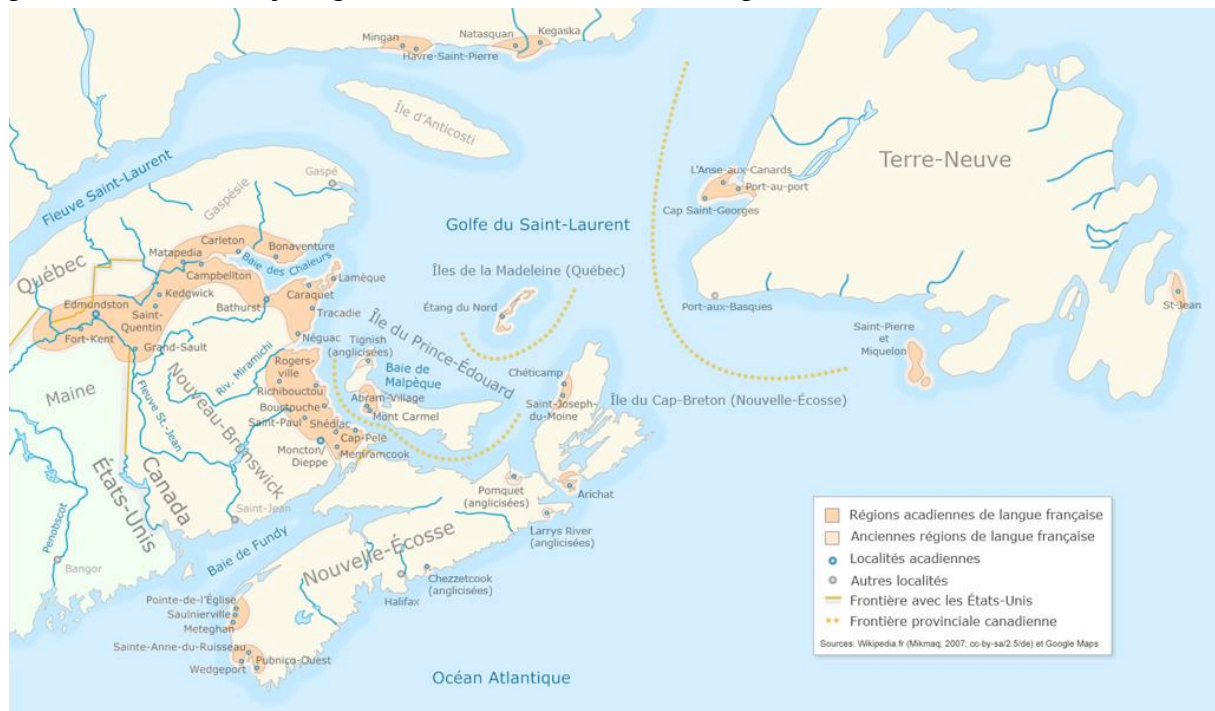 Mingan
Havre-Saint-Pierre
Natasquan
Kegaska
Île d'Anticosti
Terre-Neuve
L'Anse-aux-Canards
Port-au-port
Cap Saint-Georges
Fleuve Saint-Laurent
Gaspésie
Gaspé
Golfe du Saint-Laurent
Québec
Matapedia
Carleton
Bonaventure
Baie des Chaleurs
Campbellton
Lamèque
Îles de la Madeleine (Québec)
Étang du Nord
Edmundston
Kedgwick
Saint-
Quentin
Bathurst
Caraquet
Tracadie
Port-aux-Basques
St-Jean
Fort-Kent
Grand-Sault
Néguac
Tignish
(anglicisées)
Île du Prince-Édouard
Saint-Pierre
et
Miquelon
Riv. Miramichi
Rogers-
ville
Baie de
Malpèque
Chéticamp
Maine
Nouveau-Brunswick
Richibouctou
Abram-Village
Saint-Joseph-
du-Moine
Île du Cap-Breton (Nouvelle-Écosse)
Fleuve St.-Jean
Bouctouche
Mont Carmel
Saint-Paul
Shédiac
Cap-Pelè
Moncton/
Dieppe
Memramcook
États-Unis
Canada
Pomquet
(anglicisées)
Arichat
Penobscot
Saint-Jean
Larrys River
(anglicisées)
Bangor
Baie de Fundy
Nouvelle-Écosse
Chezzetcook
(anglicisées)
Halifax
Pointe-de-l'Église
Saulnierville
Meteghan
Sainte-Anne-du-Ruisseau
Pubnico-Ouest
Wedgeport
Océan Atlantique
Régions acadiennes de langue française
Anciennes régions de langue française
Localités acadiennes
Autres localités
Frontière avec les États-Unis
Frontière provinciale canadienne
Sources: Wikipedia.fr (Mikmaq, 2007; cc-by-sa/2.5/de) et Google Maps